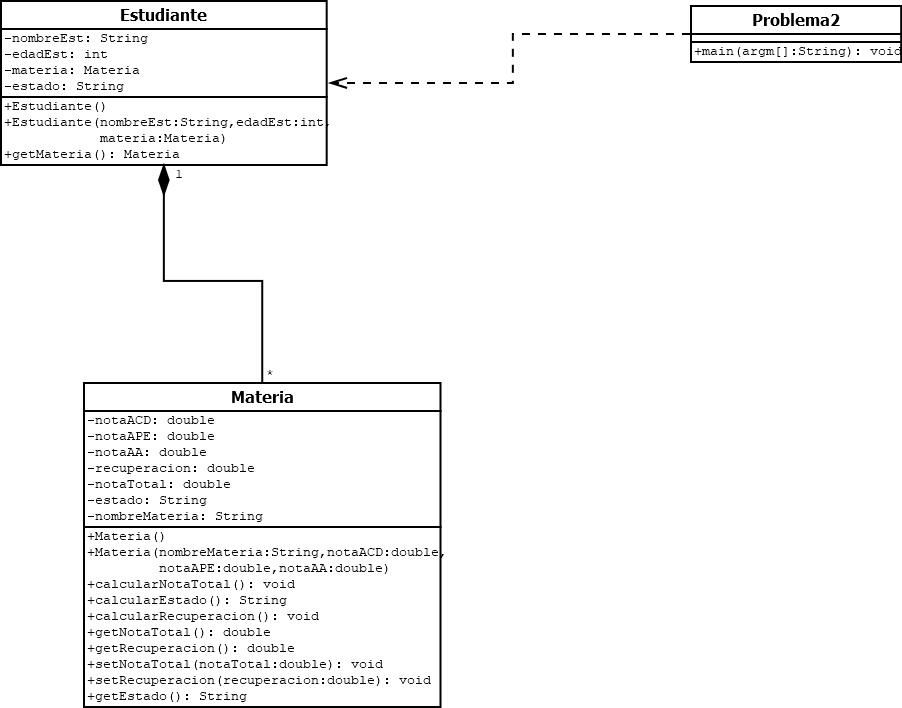 Estudiante
-nombreEst: String
-edadEst: int
-materia: Materia
-estado: String
+Estudiante()
+Estudiante(nombreEst:String,edadEst:int,
materia:Materia)
+getMateria(): Materia
Problema2
+main(argm[]:String): void
1
*
Materia
-notaACD: double
-notaAPE: double
-notaAA: double
-recuperacion: double
-notaTotal: double
-estado: String
-nombreMateria: String
+Materia()
+Materia(nombreMateria:String,notaACD:double,
notaAPE:double,notaAA:double)
+calcularNotaTotal(): void
+calcularEstado(): String
+calcularRecuperacion(): void
+getNotaTotal(): double
+getRecuperacion(): double
+setNotaTotal(notaTotal:double): void
+setRecuperacion(recuperacion:double): void
+getEstado(): String